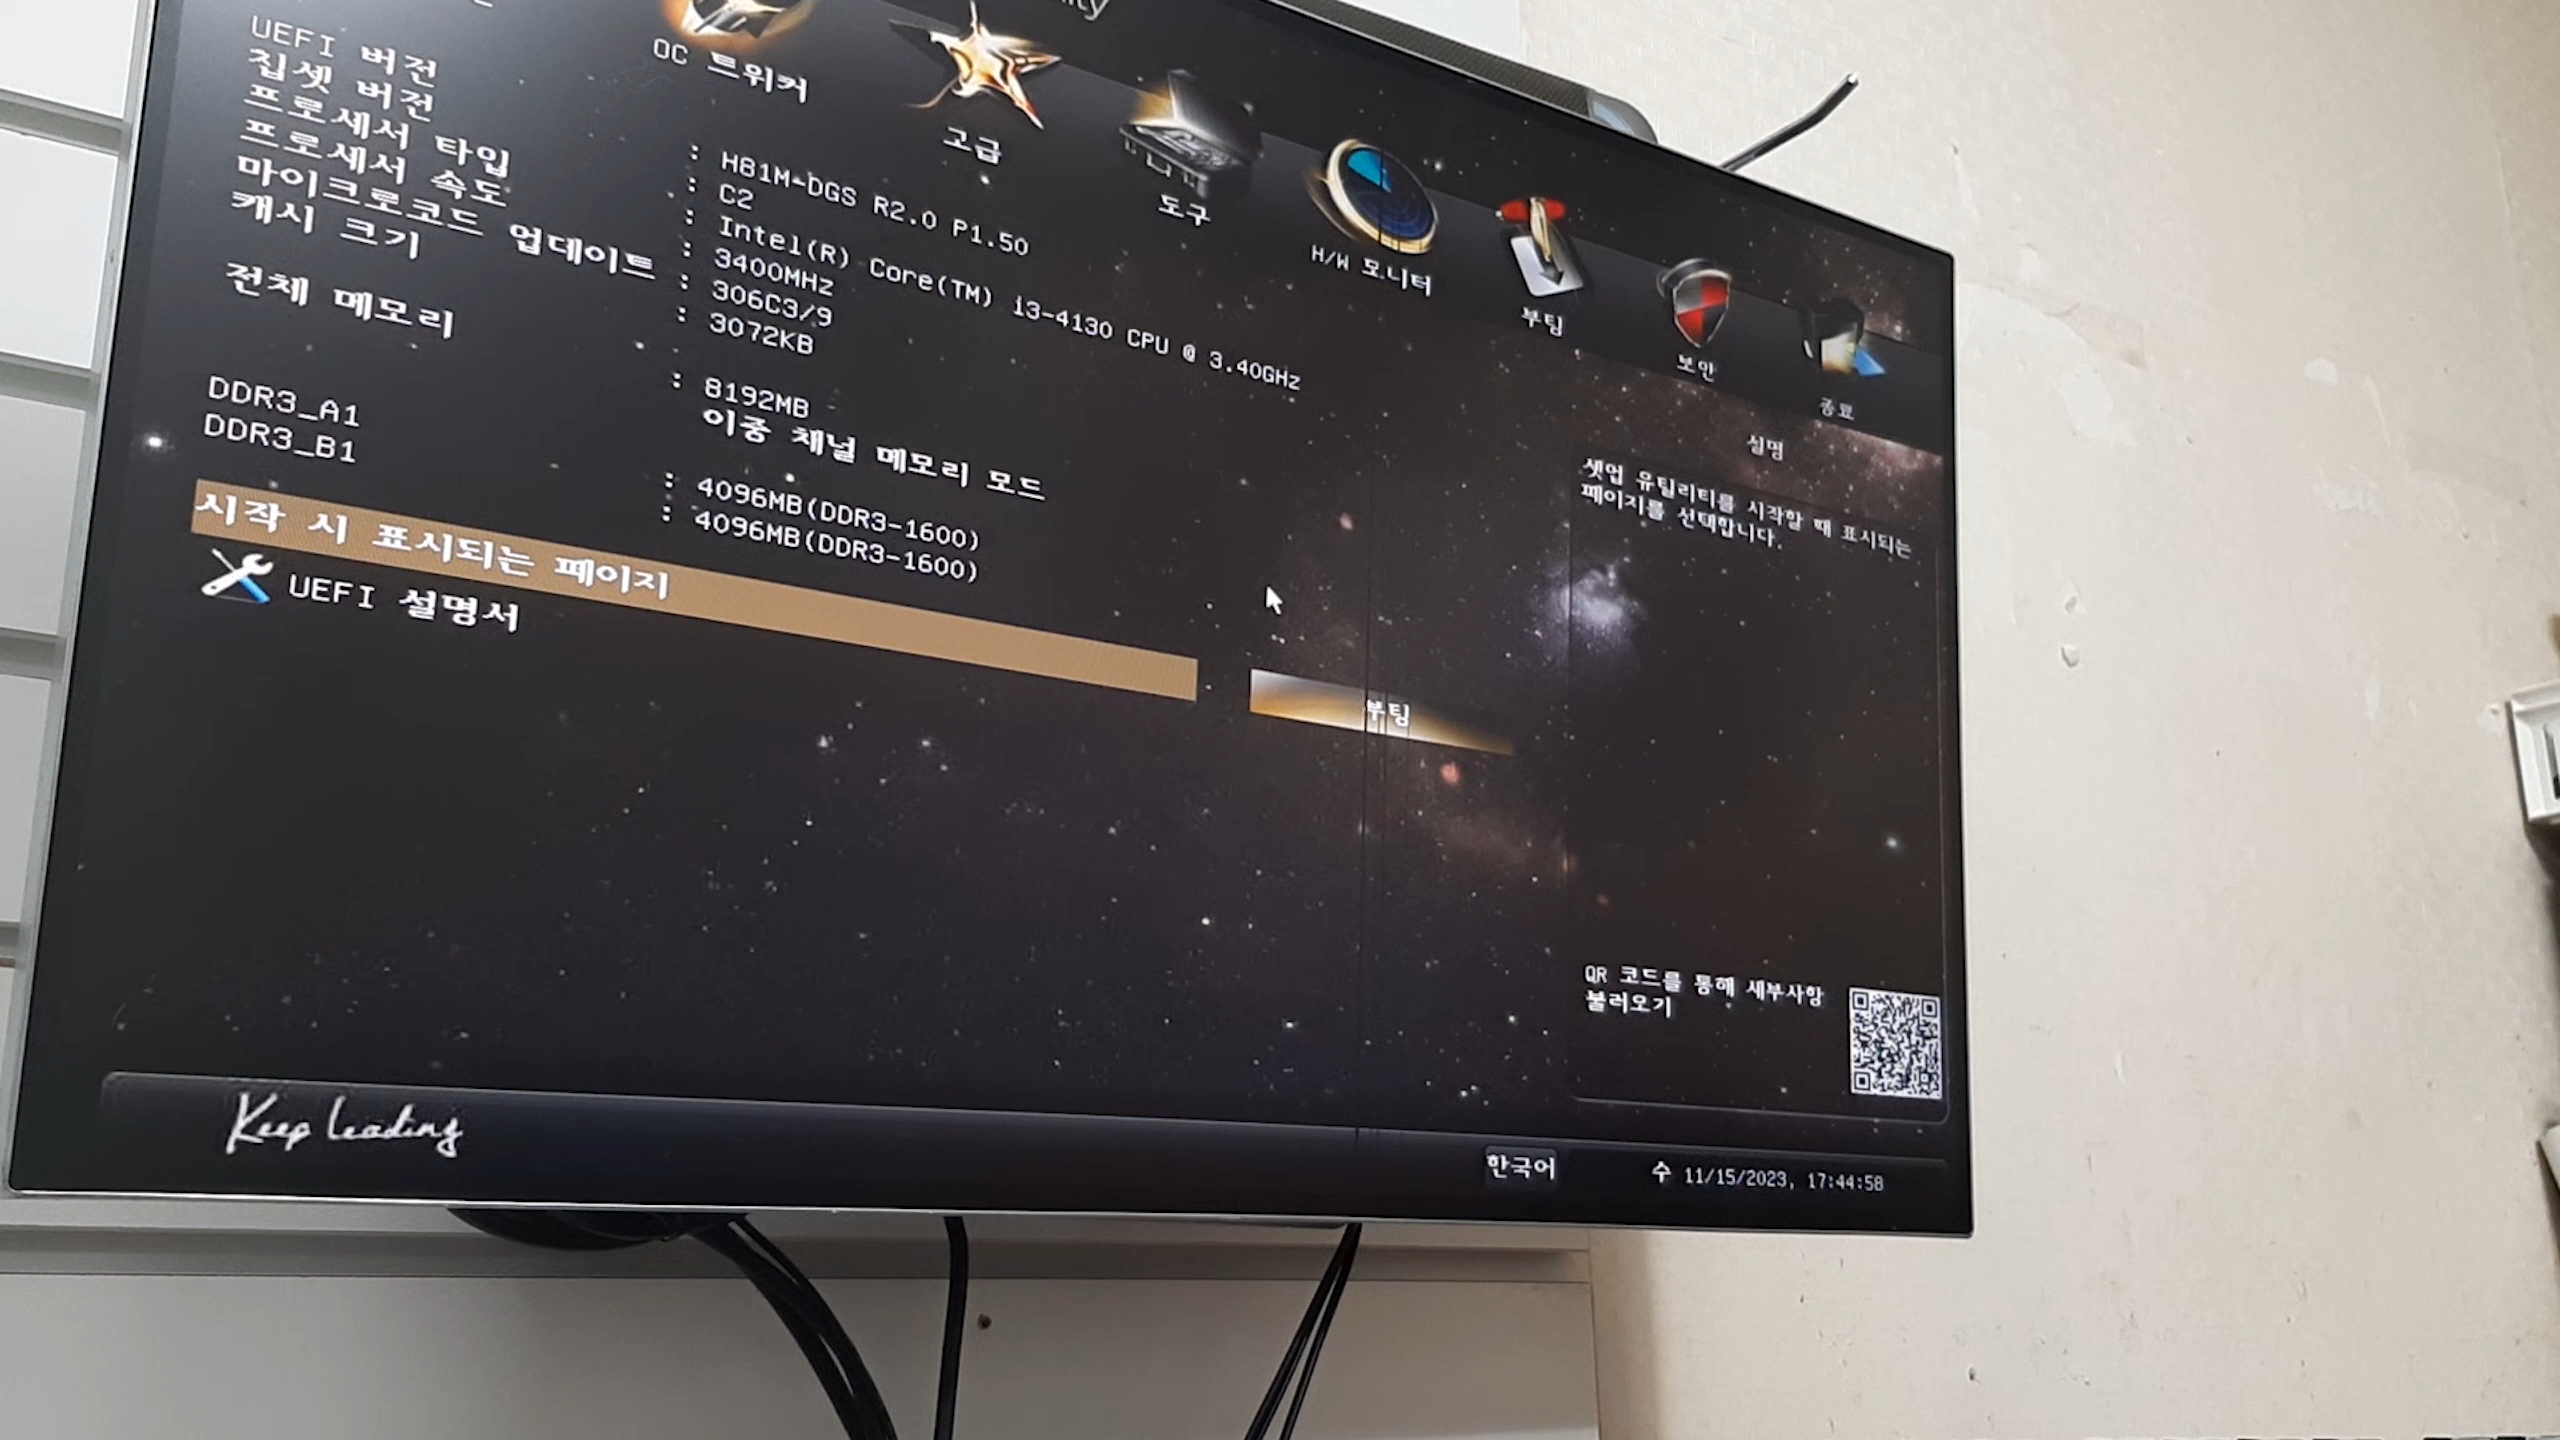 OC 트위커
고급
도구
H/W 모니터
부팅
보안
종료
UEFI 버전 : H81M-DGS R2.0 P1.50
칩셋 버전 : C2
프로세서 타입 : Intel(R) Core(TM) i3-4130 CPU @ 3.40GHz
프로세서 속도 : 3400MHz
마이크로코드 업데이트 : 306C3/9
캐시 크기 : 3072KB
전체 메모리 : 8192MB
이중 채널 메모리 모드
DDR3_A1 : 4096MB(DDR3-1600)
DDR3_B1 : 4096MB(DDR3-1600)
시작 시 표시되는 페이지 부팅
UEFI 설명서
설명
셋업 유틸리티를 시작할 때 표시되는
페이지를 선택합니다.
QR 코드를 통해 세부사항
불러오기
Keep Leading
한국어
수 11/15/2023, 17:44:58